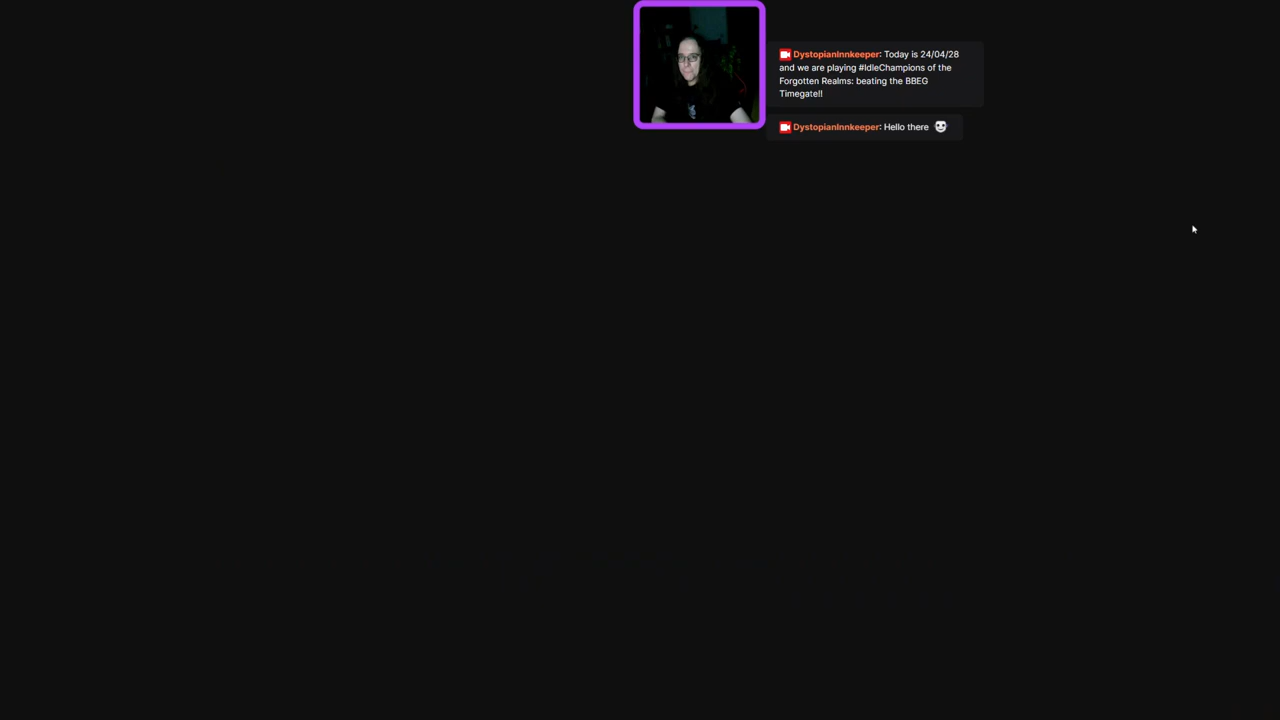 DystopianInnkeeper: Today is 24/04/28
and we are playing #IdleChampions of the
Forgotten Realms: beating the BBEG
Timegate!!
DystopianInnkeeper: Hello there